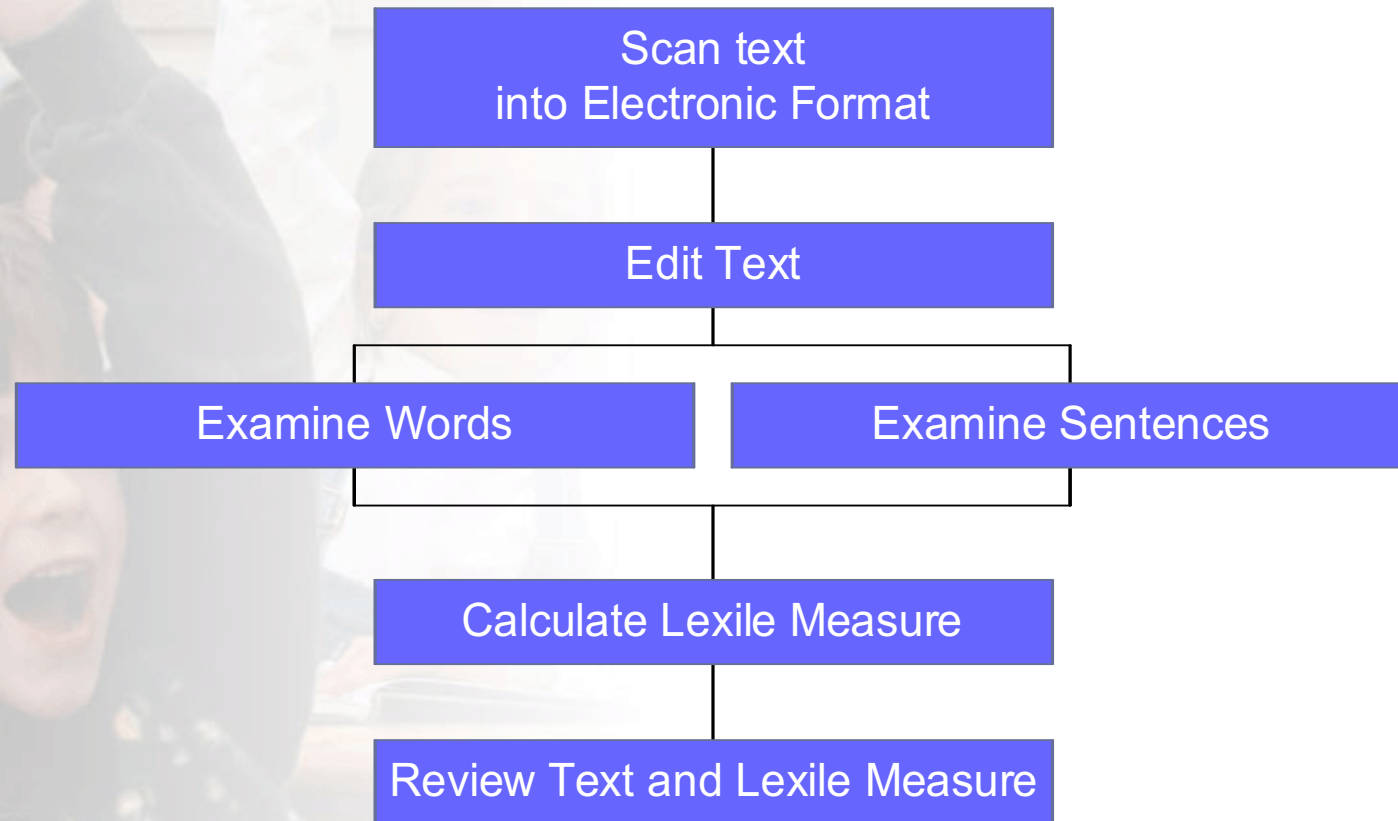 Scan text
into Electronic Format
Edit Text
Examine Words
Examine Sentences
Calculate Lexile Measure
Review Text and Lexile Measure